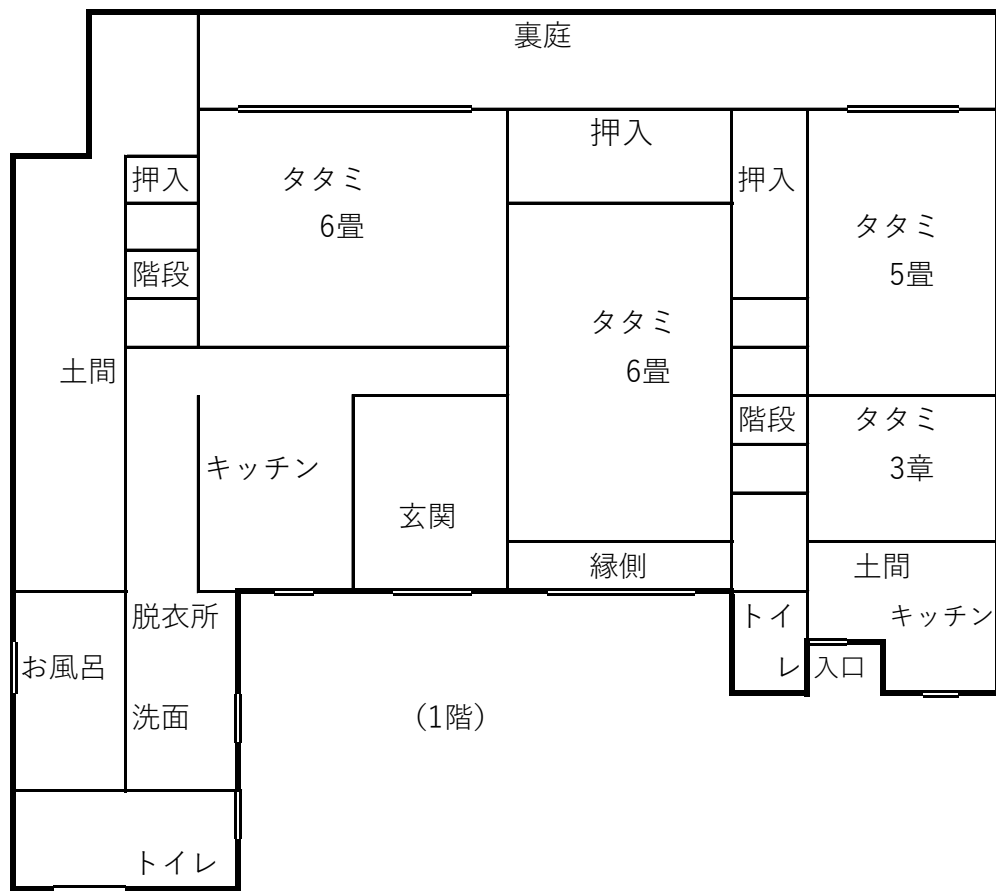 裏庭
押入
押入
タタミ
6畳
押入
タタミ
5畳
階段
タタミ
6畳
土間
階段
タタミ
3章
キッチン
玄関
縁側
土間
脱衣所
トイ
レ
キッチン
お風呂
入口
洗面
（1階）
トイレ